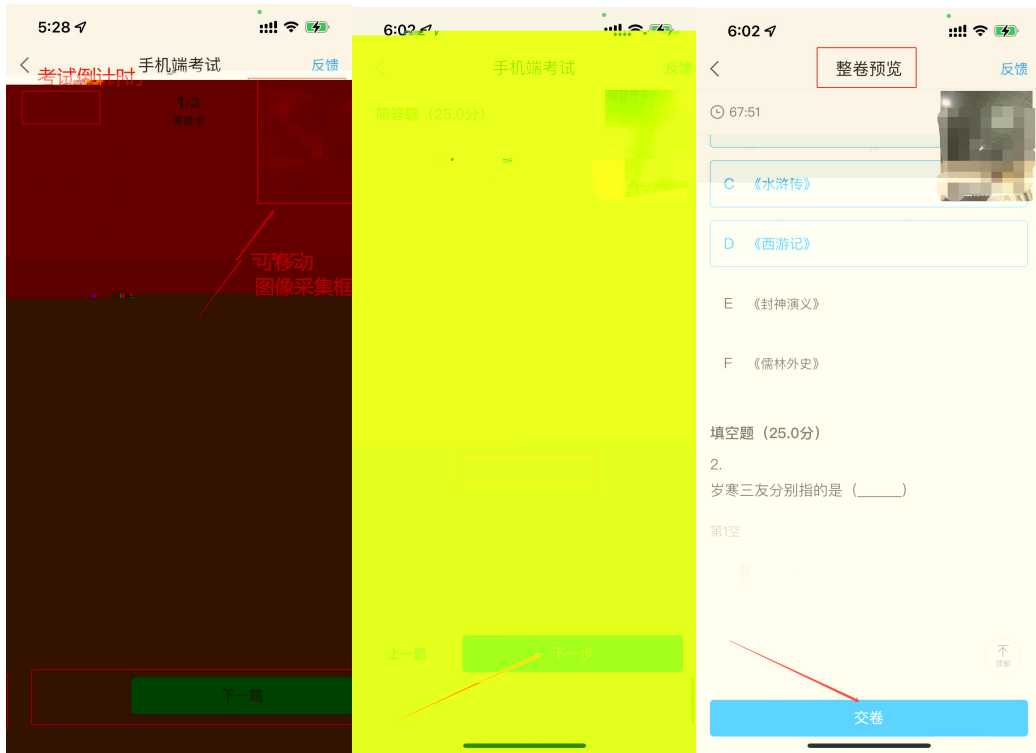 5:28
手机端考试
反馈
考试倒计时
1/3
答题卡
可移动
图像采集框
下一题
6:02
手机端考试
反馈
简答题（25.0分）
上一题
下一步
6:02
整卷预览
反馈
67:51
C 《水浒传》
D 《西游记》
E 《封神演义》
F 《儒林外史》
填空题（25.0分）
2.
岁寒三友分别指的是（______）
第1空
顶部
交卷